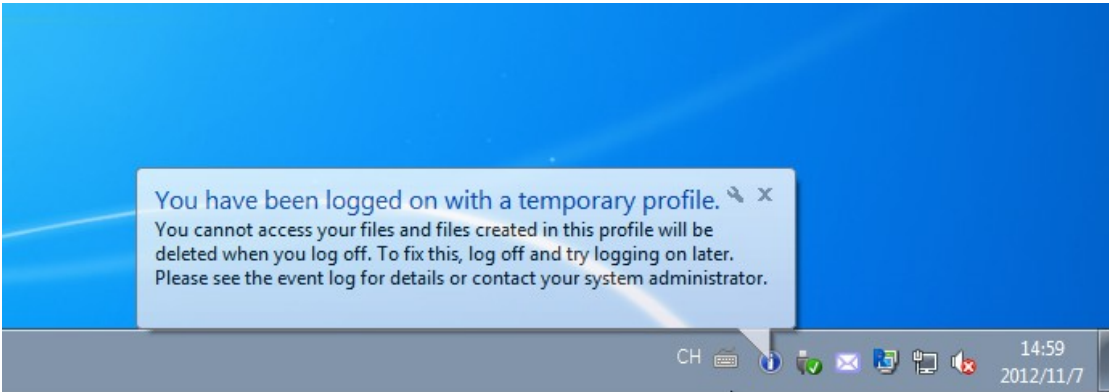 You have been logged on with a temporary profile.
You cannot access your files and files created in this profile will be
deleted when you log off. To fix this, log off and try logging on later.
Please see the event log for details or contact your system administrator.
CH
14:59
2012/11/7